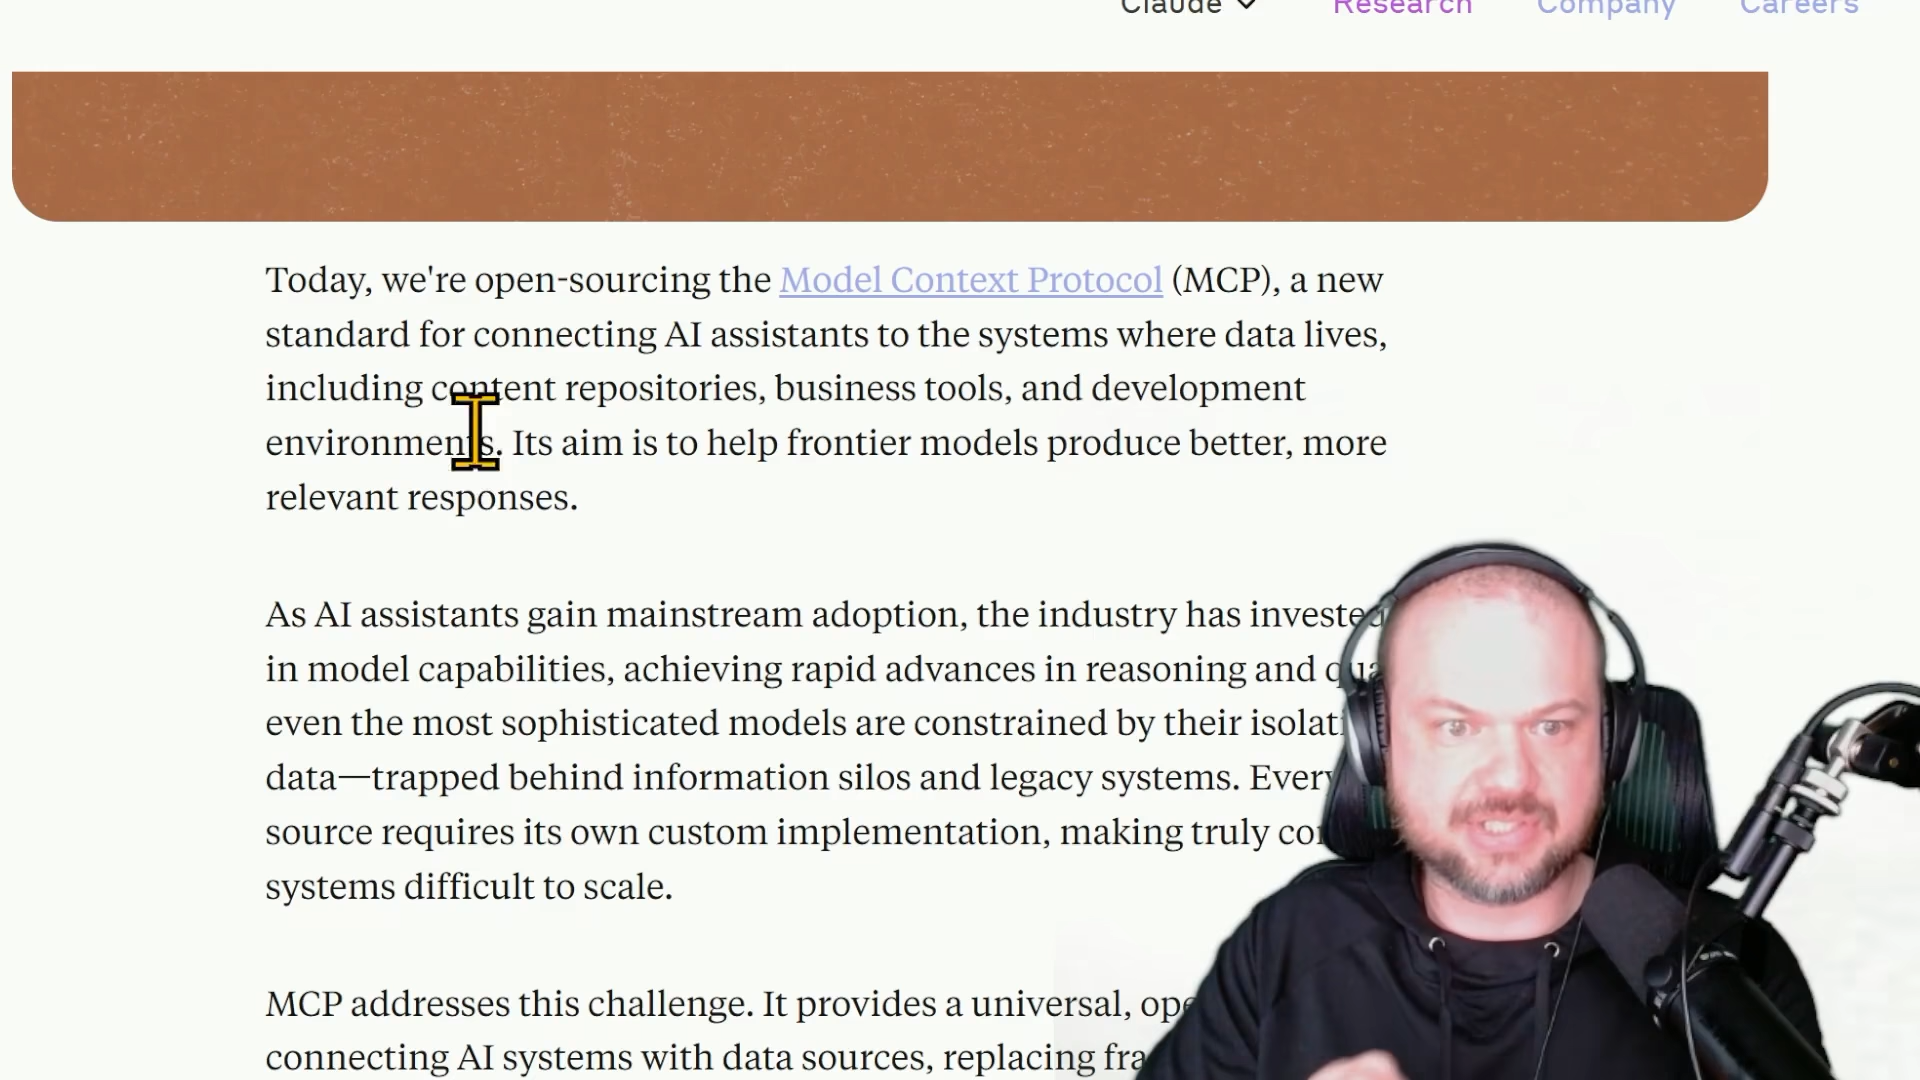 Claude Research Company Careers
Today, we're open-sourcing the Model Context Protocol (MCP), a new
standard for connecting AI assistants to the systems where data lives,
including content repositories, business tools, and development
environments. Its aim is to help frontier models produce better, more
relevant responses.
As AI assistants gain mainstream adoption, the industry has invested
in model capabilities, achieving rapid advances in reasoning and
even the most sophisticated models are constrained by their
data—trapped behind information silos and legacy systems. Every
source requires its own custom implementation, making truly
systems difficult to scale.
MCP addresses this challenge. It provides a universal,
connecting AI systems with data sources, replacing